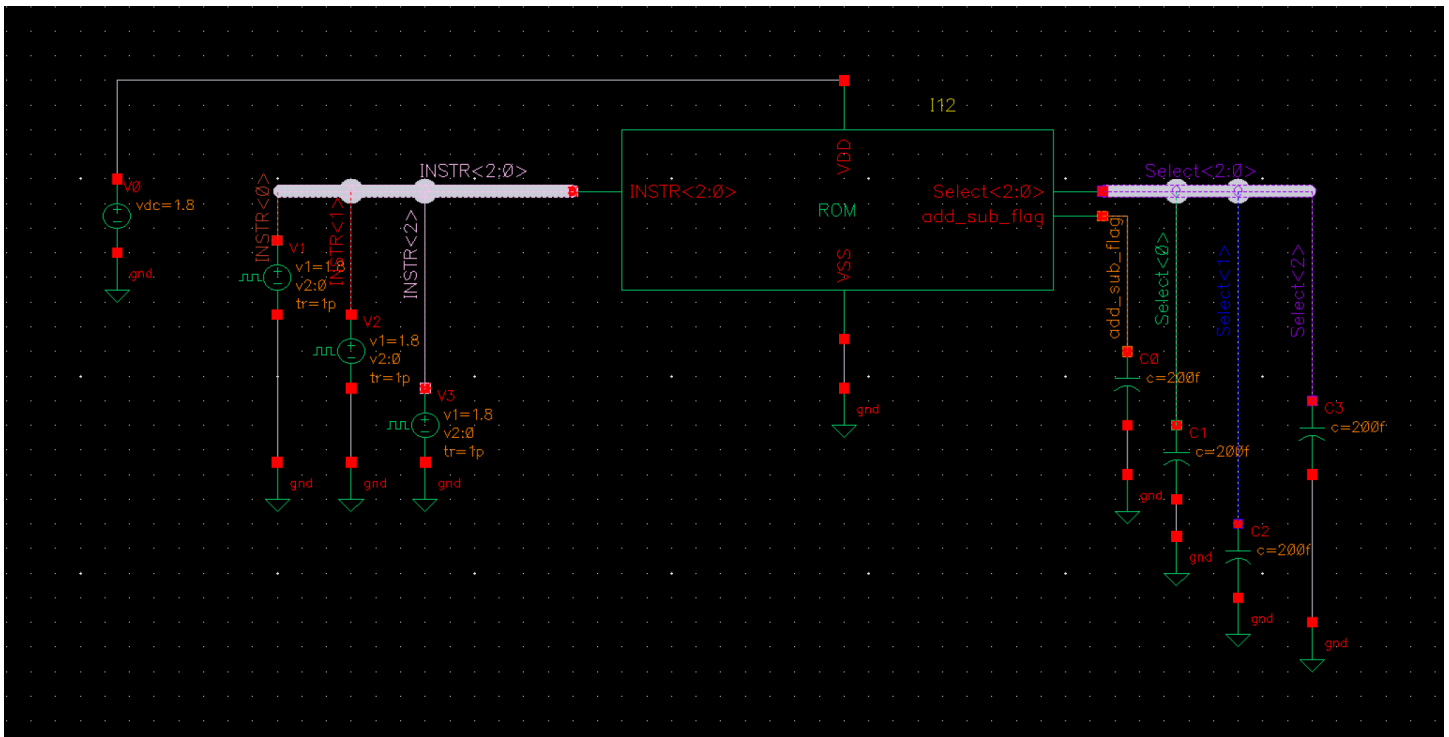 I12
VDD
INSTR<2:0>
INSTR<2:0>
Select<2:0>
Select<2:0>
ROM
add_sub_flag
VSS
V0
vdc=1.8
gnd
INSTR<0>
V1
v1=1.8
v2:0
tr=1p
gnd
INSTR<1>
V2
v1=1.8
v2:0
tr=1p
gnd
INSTR<2>
V3
v1=1.8
v2:0
tr=1p
gnd
gnd
add_sub_flag
C0
c=200f
gnd
Select<0>
C1
c=200f
gnd
Select<1>
C2
c=200f
gnd
Select<2>
C3
c=200f
gnd